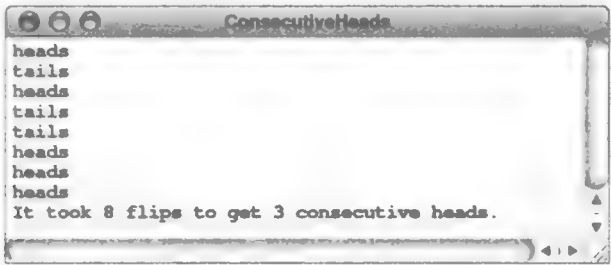 ConsecutiveHeads
heads
tails
heads
tails
tails
heads
heads
heads
It took 8 flips to get 3 consecutive heads.